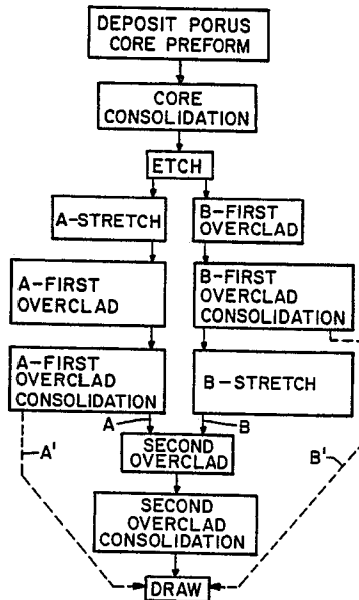 DEPOSIT PORUS
CORE PREFORM
CORE
CONSOLIDATION
ETCH
A-STRETCH
B-FIRST
OVERCLAD
A-FIRST
OVERCLAD
B-FIRST
OVERCLAD
CONSOLIDATION
A-FIRST
OVERCLAD
CONSOLIDATION
B-STRETCH
A
B
SECOND
OVERCLAD
A'
B'
SECOND
OVERCLAD
CONSOLIDATION
DRAW